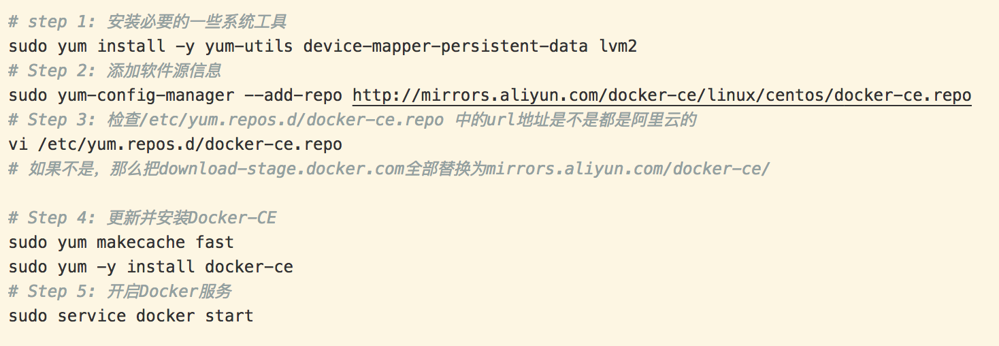 # step 1: 安装必要的一些系统工具
sudo yum install -y yum-utils device-mapper-persistent-data lvm2
# Step 2: 添加软件源信息
sudo yum-config-manager --add-repo http://mirrors.aliyun.com/docker-ce/linux/centos/docker-ce.repo
# Step 3: 检查/etc/yum.repos.d/docker-ce.repo 中的url地址是不是都是阿里云的
vi /etc/yum.repos.d/docker-ce.repo
# 如果不是，那么把download-stage.docker.com全部替换为mirrors.aliyun.com/docker-ce/
# Step 4: 更新并安装Docker-CE
sudo yum makecache fast
sudo yum -y install docker-ce
# Step 5: 开启Docker服务
sudo service docker start